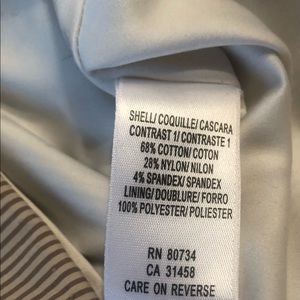 SHELL/ COQUILLE/ CASCARA
CONTRAST 1/ CONTRASTE 1
68% COTTON/ COTON
28% NYLON/ NILON
4% SPANDEX/ SPANDEX
LINING/ DOUBLURE/ FORRO
100% POLYESTER/ POLIESTER
RN 80734
CA 31458
CARE ON REVERSE